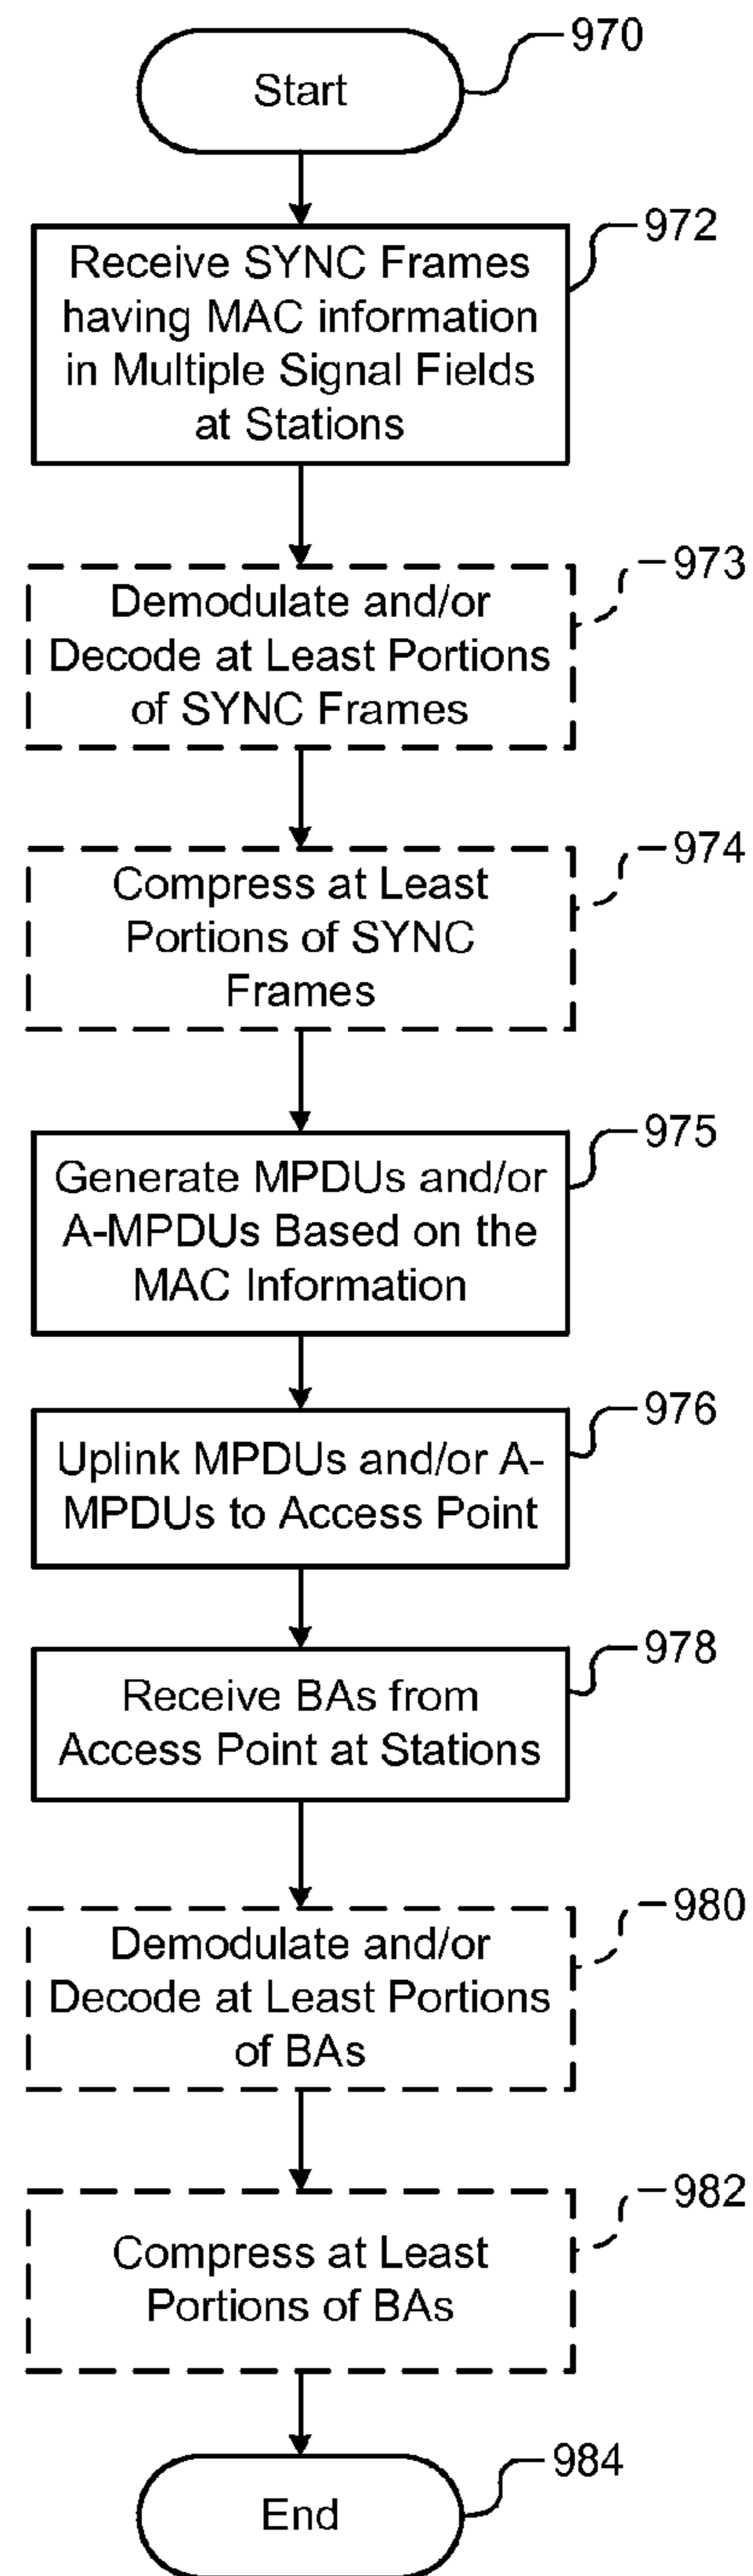 970
Start
972
Receive SYNC Frames
having MAC information
in Multiple Signal Fields
at Stations
973
Demodulate and/or
Decode at Least Portions
of SYNC Frames
974
Compress at Least
Portions of SYNC
Frames
975
Generate MPDUs and/or
A-MPDUs Based on the
MAC Information
976
Uplink MPDUs and/or A-
MPDUs to Access Point
978
Receive BAs from
Access Point at Stations
980
Demodulate and/or
Decode at Least Portions
of BAs
982
Compress at Least
Portions of BAs
984
End